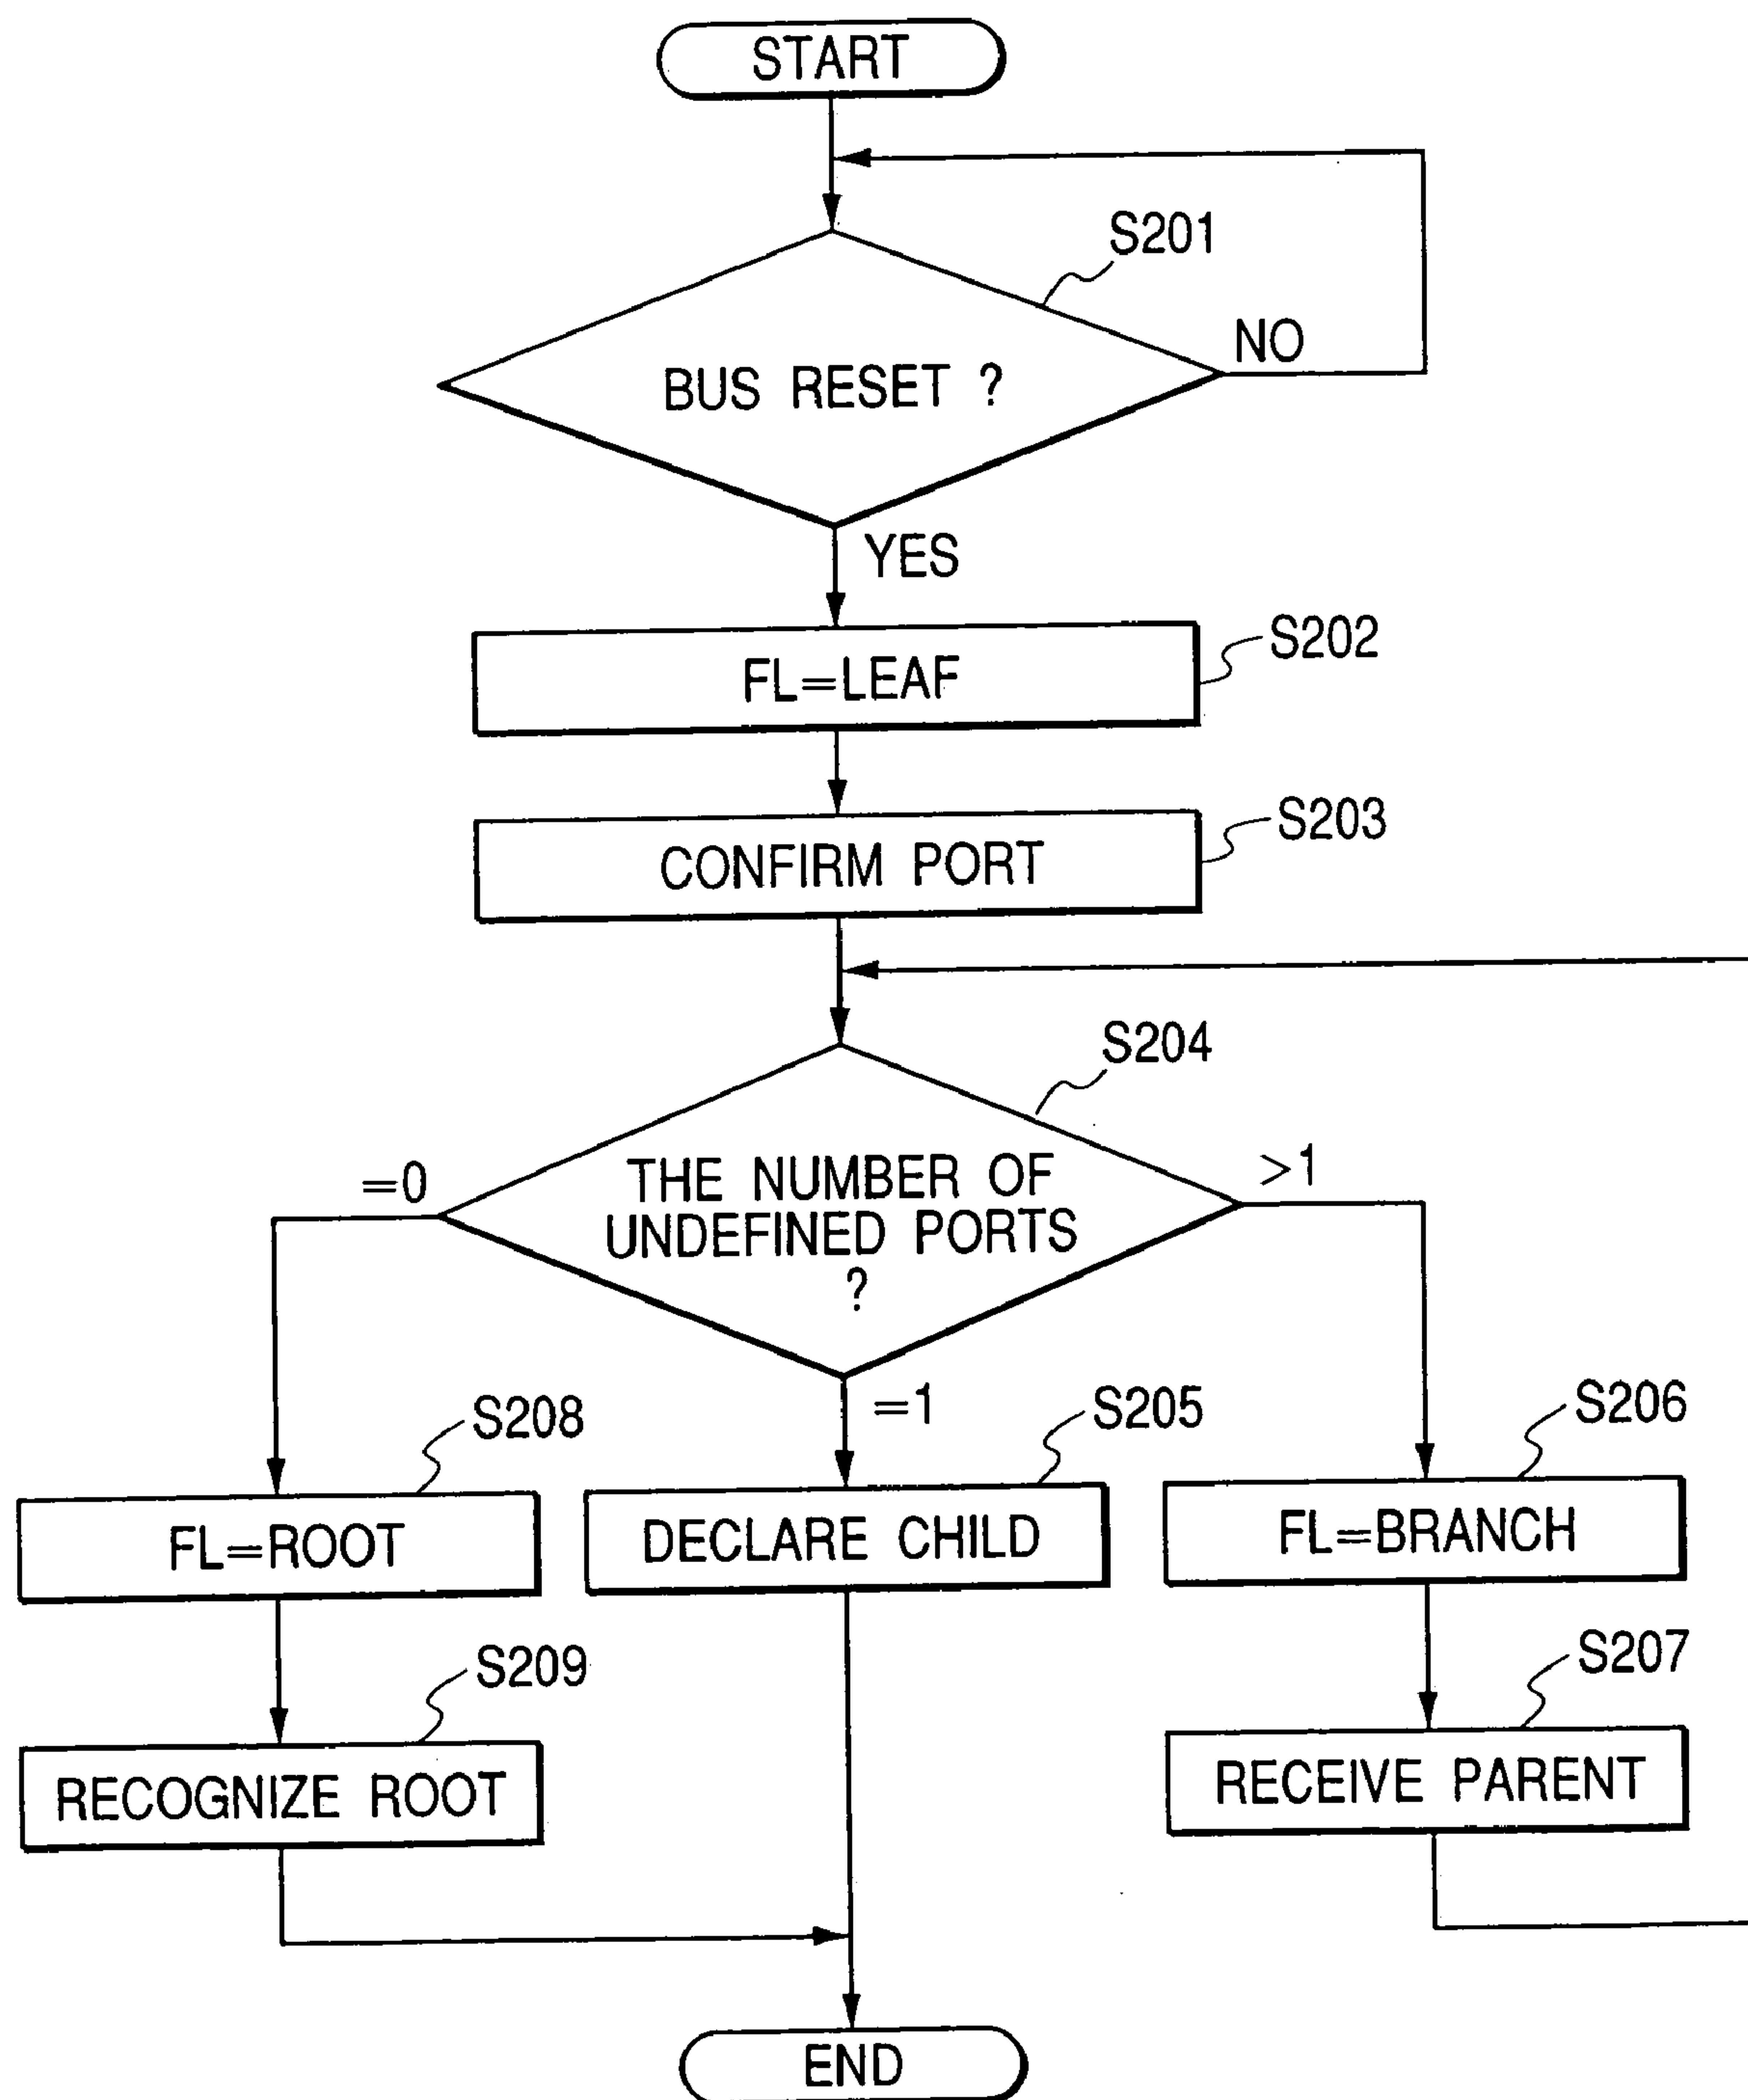 START
S201
NO
BUS RESET ?
YES
S202
FL=LEAF
S203
CONFIRM PORT
S204
=0
>1
THE NUMBER OF
UNDEFINED PORTS
?
=1
S208
S205
S206
FL=ROOT
DECLARE CHILD
FL=BRANCH
S209
S207
RECOGNIZE ROOT
RECEIVE PARENT
END